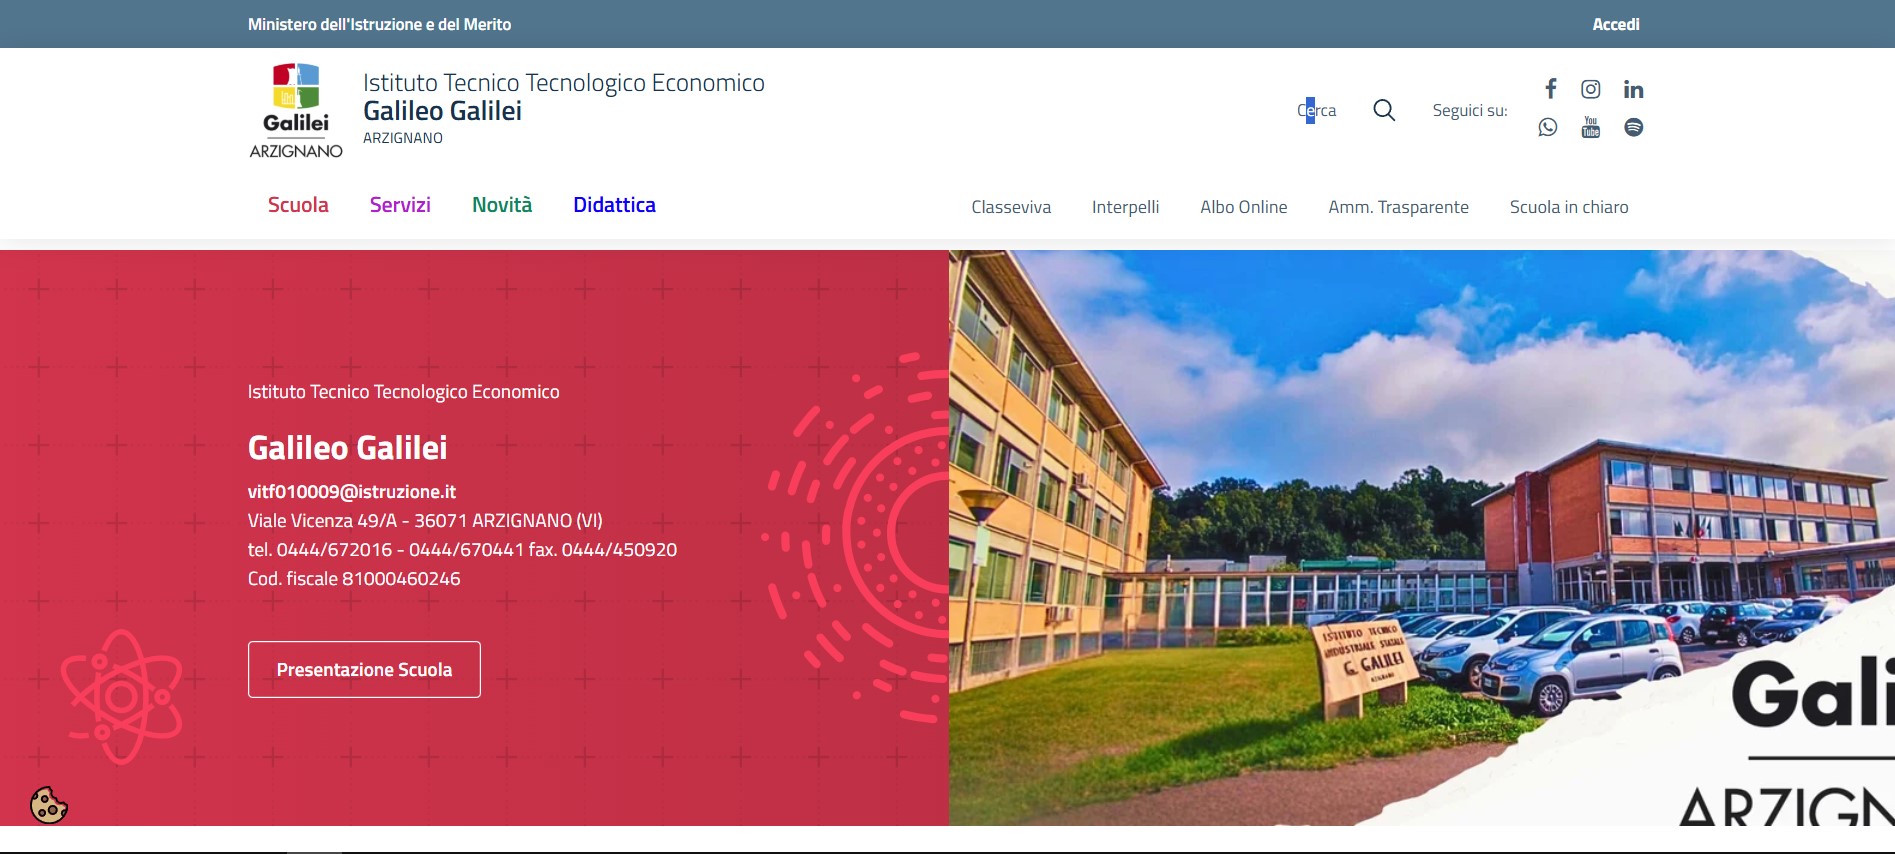 Ministero dell'Istruzione e del Merito
Accedi
Galilei
ARZIGNANO
Istituto Tecnico Tecnologico Economico
Galileo Galilei
ARZIGNANO
Cerca
Seguici su:
You
Tube
Scuola
Servizi
Novità
Didattica
Classeviva
Interpelli
Albo Online
Amm. Trasparente
Scuola in chiaro
Istituto Tecnico Tecnologico Economico
Galileo Galilei
vitf010009@istruzione.it
Viale Vicenza 49/A - 36071 ARZIGNANO (VI)
tel. 0444/672016 - 0444/670441 fax. 0444/450920
Cod. fiscale 81000460246
Presentazione Scuola
ISTITUTO TECNICO
INDUSTRIALE STATALE
G. GALILEI
ARZIGNANO
Gali
ARZIGN